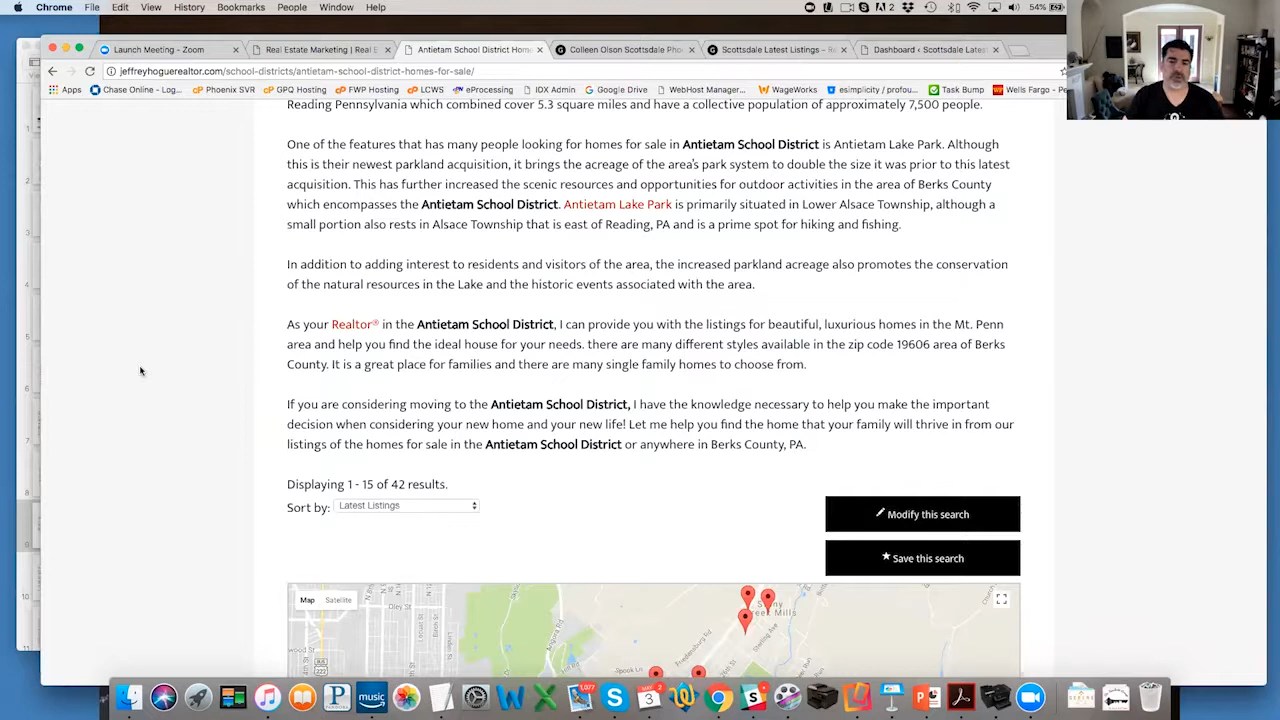 Chrome File Edit View History Bookmarks People Window Help
2 54%
Launch Meeting - Zoom
Real Estate Marketing | Real E
Antietam School District Hom
Colleen Olson Scottsdale Pho
Scottsdale Latest Listings – R
Dashboard ‹ Scottsdale Latest L
jeffreyhoguerealtor.com/school-districts/antietam-school-district-homes-for-sale/
Apps Chase Online - Log... Phoenix SVR GPQ Hosting FWP Hosting LCWS eProcessing IDX Admin Google Drive WebHost Manager... WageWorks esimplicity / profou... Task Bump Wells Fargo - Pe
Reading Pennsylvania which combined cover 5.3 square miles and have a collective population of approximately 7,500 people.
One of the features that has many people looking for homes for sale in Antietam School District is Antietam Lake Park. Although
this is their newest parkland acquisition, it brings the acreage of the area's park system to double the size it was prior to this latest
acquisition. This has further increased the scenic resources and opportunities for outdoor activities in the area of Berks County
which encompasses the Antietam School District. Antietam Lake Park is primarily situated in Lower Alsace Township, although a
small portion also rests in Alsace Township that is east of Reading, PA and is a prime spot for hiking and fishing.
In addition to adding interest to residents and visitors of the area, the increased parkland acreage also promotes the conservation
of the natural resources in the Lake and the historic events associated with the area.
As your Realtor® in the Antietam School District, I can provide you with the listings for beautiful, luxurious homes in the Mt. Penn
area and help you find the ideal house for your needs. there are many different styles available in the zip code 19606 area of Berks
County. It is a great place for families and there are many single family homes to choose from.
If you are considering moving to the Antietam School District, I have the knowledge necessary to help you make the important
decision when considering your new home and your new life! Let me help you find the home that your family will thrive in from our
listings of the homes for sale in the Antietam School District or anywhere in Berks County, PA.
Displaying 1 - 15 of 42 results.
Sort by: Latest Listings
Modify this search
Save this search
Map Satellite
Oley St
Friedensburg Rd
Spook Ln
Creek Mills
music